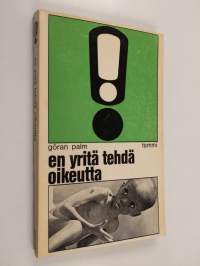 !
göran palm
tammi
en yritä tehdä
oikeutta